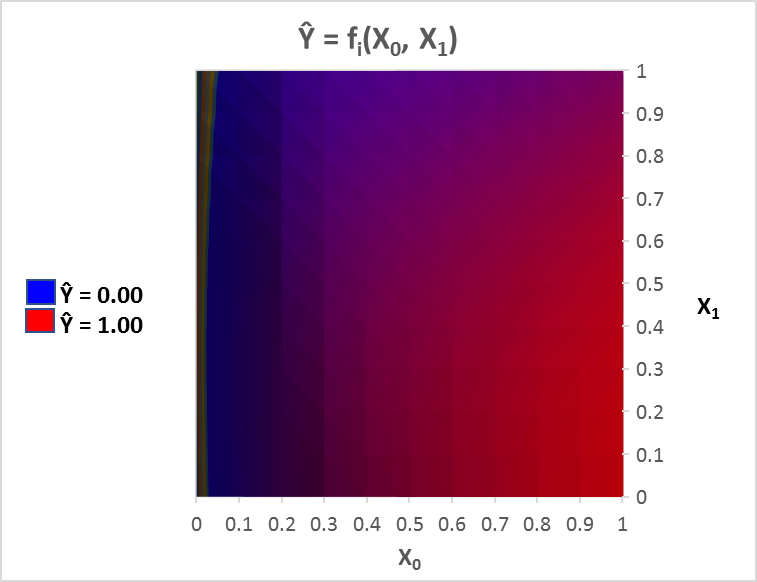 Ŷ = fᵢ(X₀, X₁)
1
0.9
0.8
0.7
0.6
0.5
0.4
0.3
0.2
0.1
0
X₁
Ŷ = 0.00
Ŷ = 1.00
0 0.1 0.2 0.3 0.4 0.5 0.6 0.7 0.8 0.9 1
X₀